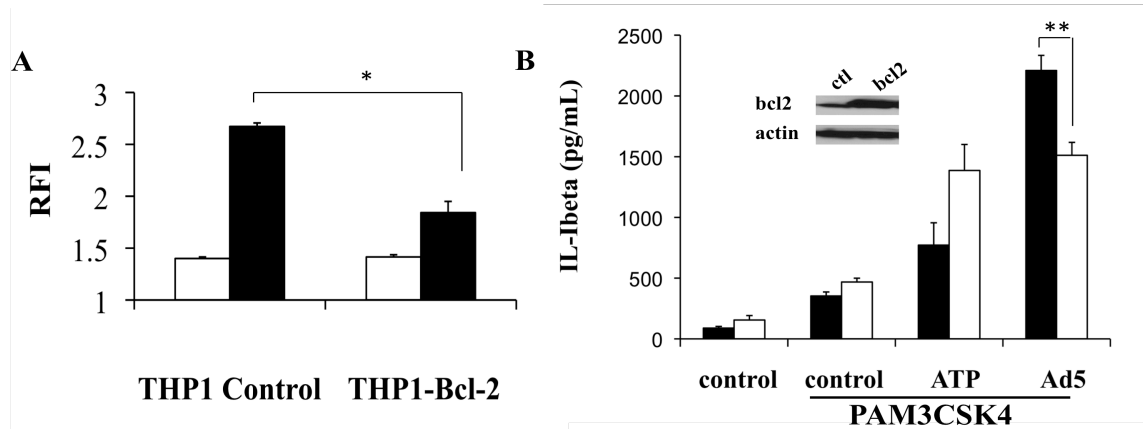 A
*
3
2.5
2
1.5
1
RFI
THP1 Control THP1-Bcl-2
B
**
2500
2000
1500
1000
500
0
IL-Ibeta (pg/mL)
ctl bcl2
bcl2
actin
control control ATP Ad5
PAM3CSK4